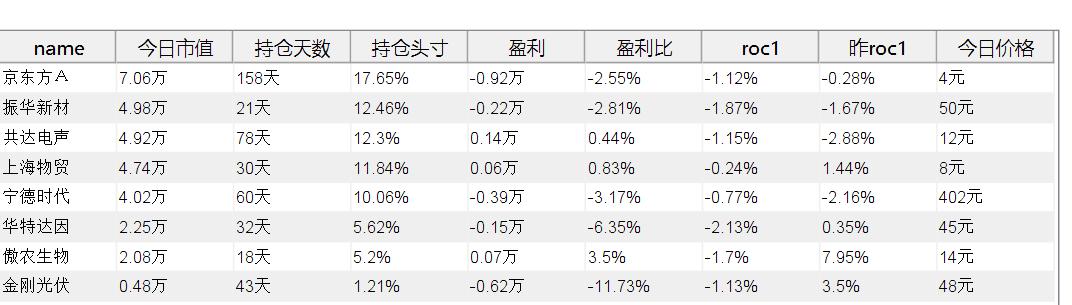 name 今日市值 持仓天数 持仓头寸 盈利 盈利比 roc1 昨roc1 今日价格
京东方Ａ 7.06万 158天 17.65% -0.92万 -2.55% -1.12% -0.28% 4元
振华新材 4.98万 21天 12.46% -0.22万 -2.81% -1.87% -1.67% 50元
共达电声 4.92万 78天 12.3% 0.14万 0.44% -1.15% -2.88% 12元
上海物贸 4.74万 30天 11.84% 0.06万 0.83% -0.24% 1.44% 8元
宁德时代 4.02万 60天 10.06% -0.39万 -3.17% -0.77% -2.16% 402元
华特达因 2.25万 32天 5.62% -0.15万 -6.35% -2.13% 0.35% 45元
傲农生物 2.08万 18天 5.2% 0.07万 3.5% -1.7% 7.95% 14元
金刚光伏 0.48万 43天 1.21% -0.62万 -11.73% -1.13% 3.5% 48元